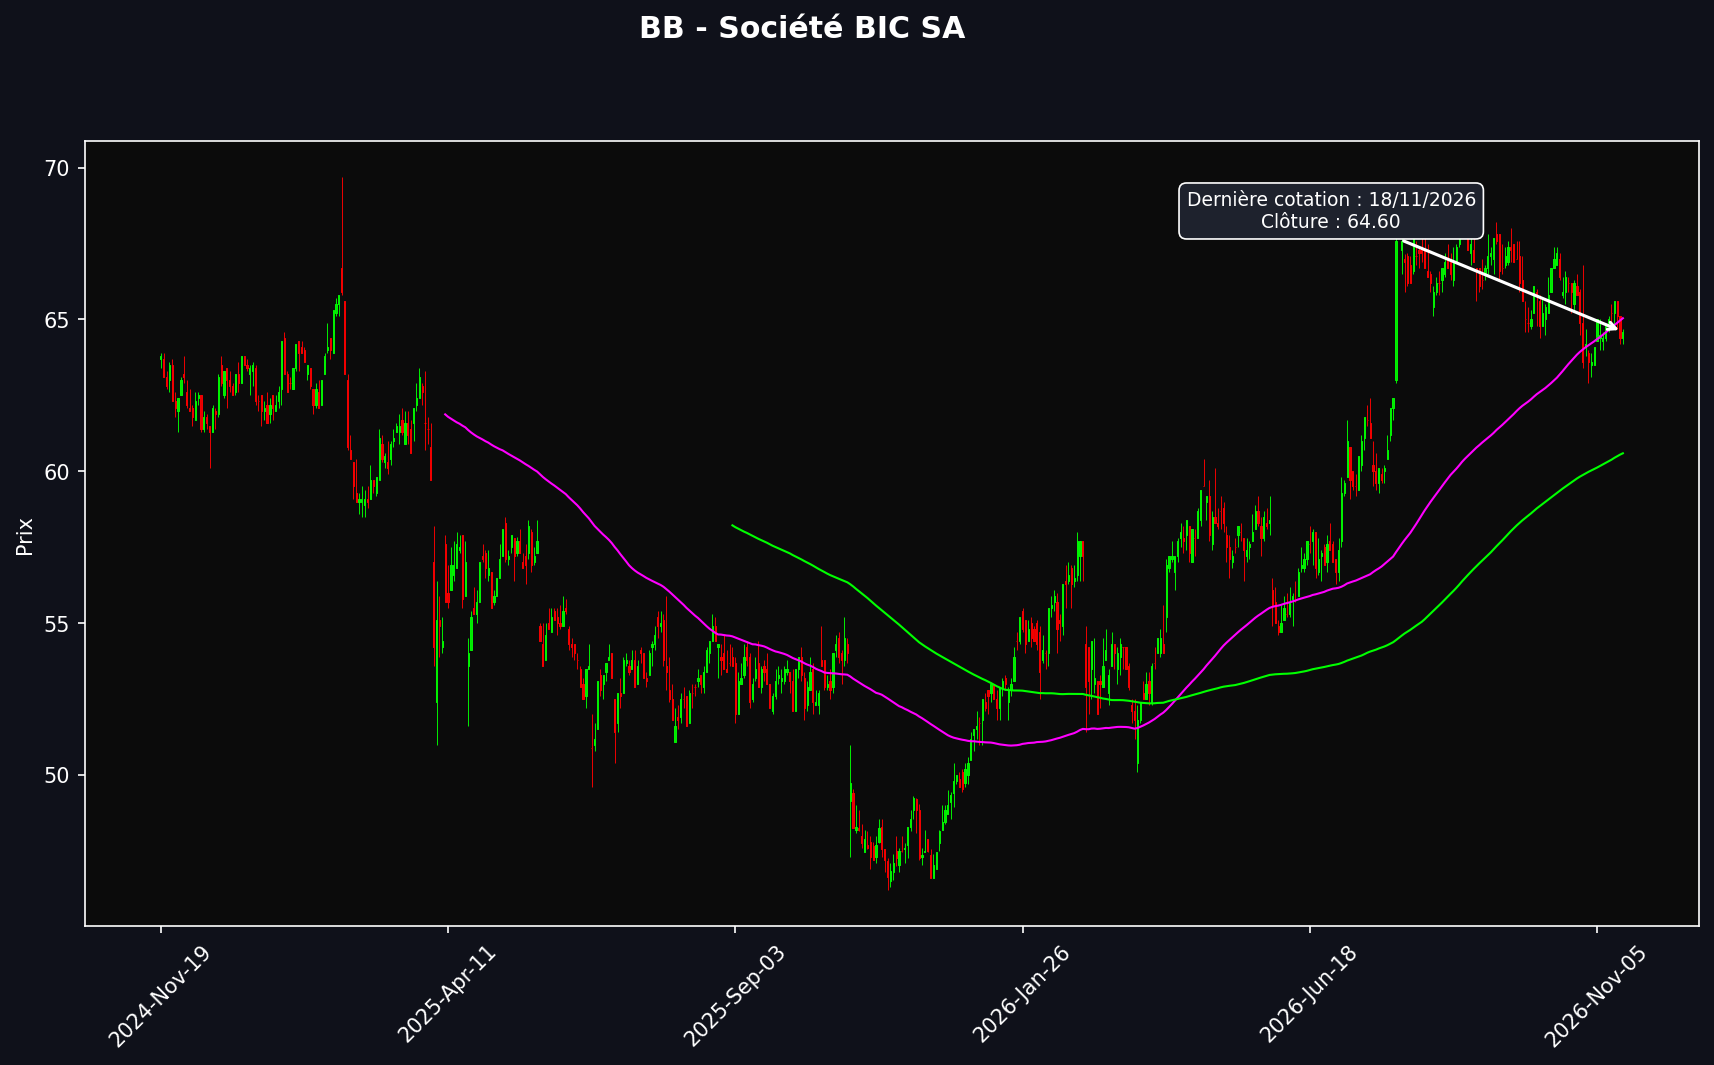 BB - Société BIC SA
Dernière cotation : 18/11/2026
Clôture : 64.60
Prix
70
65
60
55
50
2024-Nov-19
2025-Apr-11
2025-Sep-03
2026-Jan-26
2026-Jun-18
2026-Nov-05